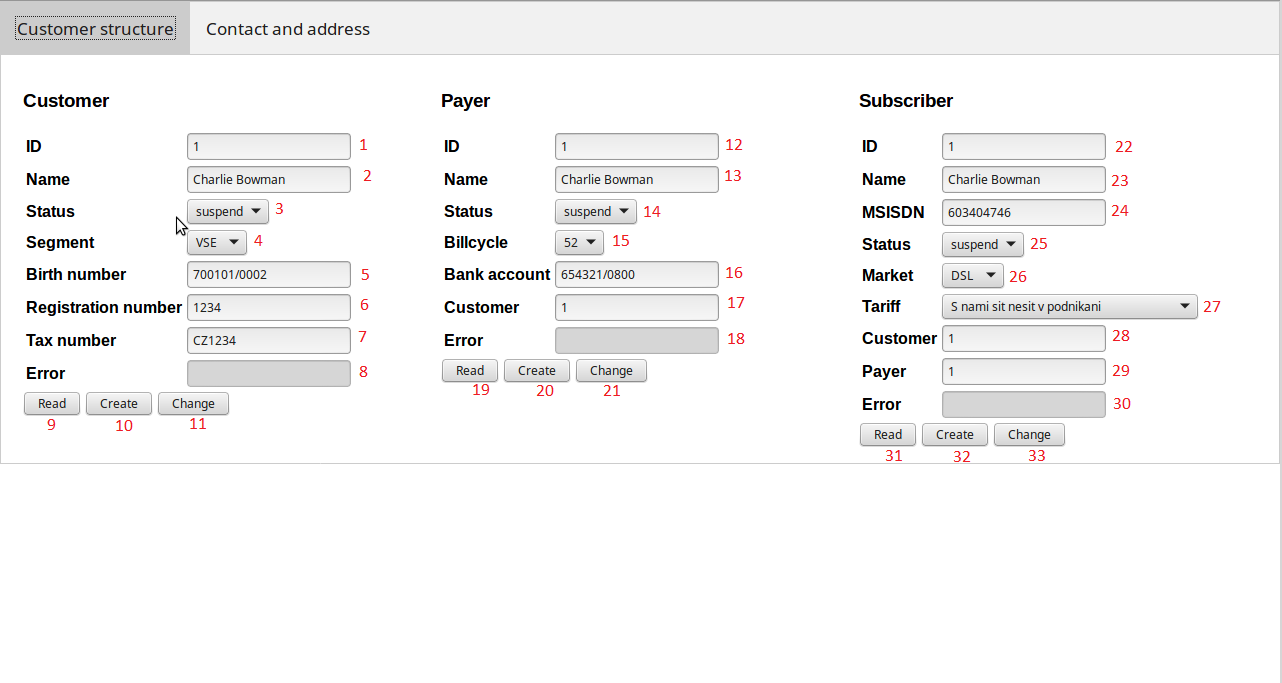 Customer structure Contact and address
Customer
ID 1 1
Name Charlie Bowman 2
Status suspend 3
Segment VSE 4
Birth number 700101/0002 5
Registration number 1234 6
Tax number CZ1234 7
Error 8
Read Create Change
9 10 11
Payer
ID 1 12
Name Charlie Bowman 13
Status suspend 14
Billcycle 52 15
Bank account 654321/0800 16
Customer 1 17
Error 18
Read Create Change
19 20 21
Subscriber
ID 1 22
Name Charlie Bowman 23
MSISDN 603404746 24
Status suspend 25
Market DSL 26
Tariff S nami sit nesit v podnikani 27
Customer 1 28
Payer 1 29
Error 30
Read Create Change
31 32 33